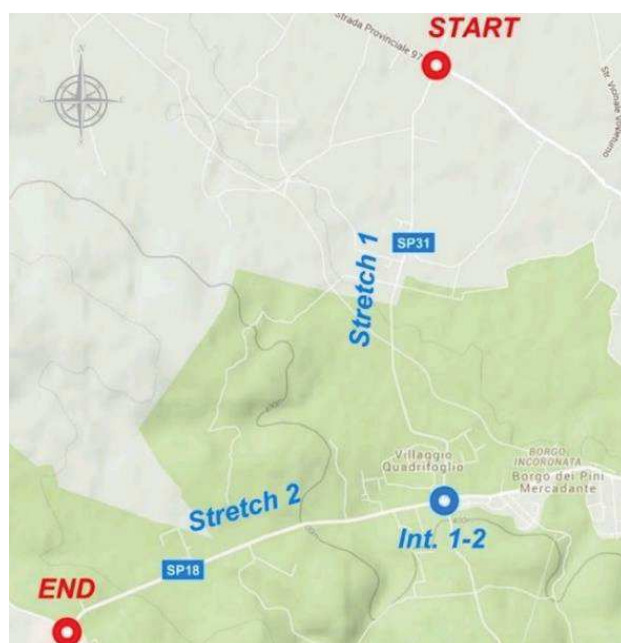 START
Strada Provinciale 97
SP31
Stretch 1
Villaggio
Quadrifoglio
BORGO
INCORONATA
Borgo dei Pini
Mercadante
Stretch 2
Int. 1-2
SP18
END